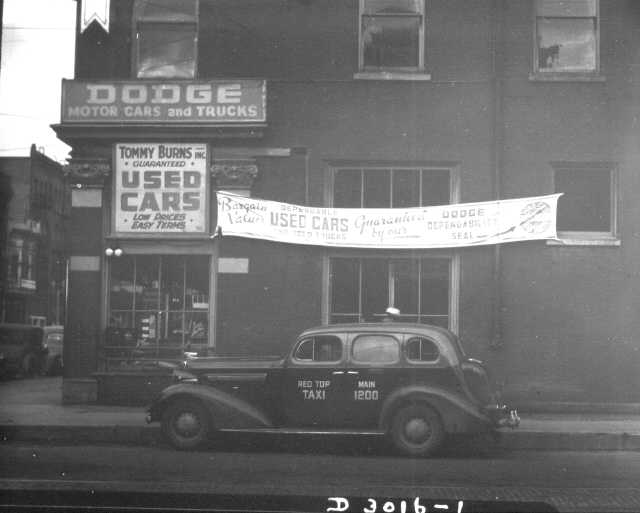 DODGE
MOTOR CARS and TRUCKS
TOMMY BURNS INC.
• GUARANTEED •
USED
CARS
LOW PRICES
EASY TERMS
Bargain
Values
DEPENDABLE
USED CARS
AND USED TRUCKS
Guaranteed
by our
DODGE
DEPENDABILITY
SEAL
RED TOP
TAXI
MAIN
1200
D 3016-1